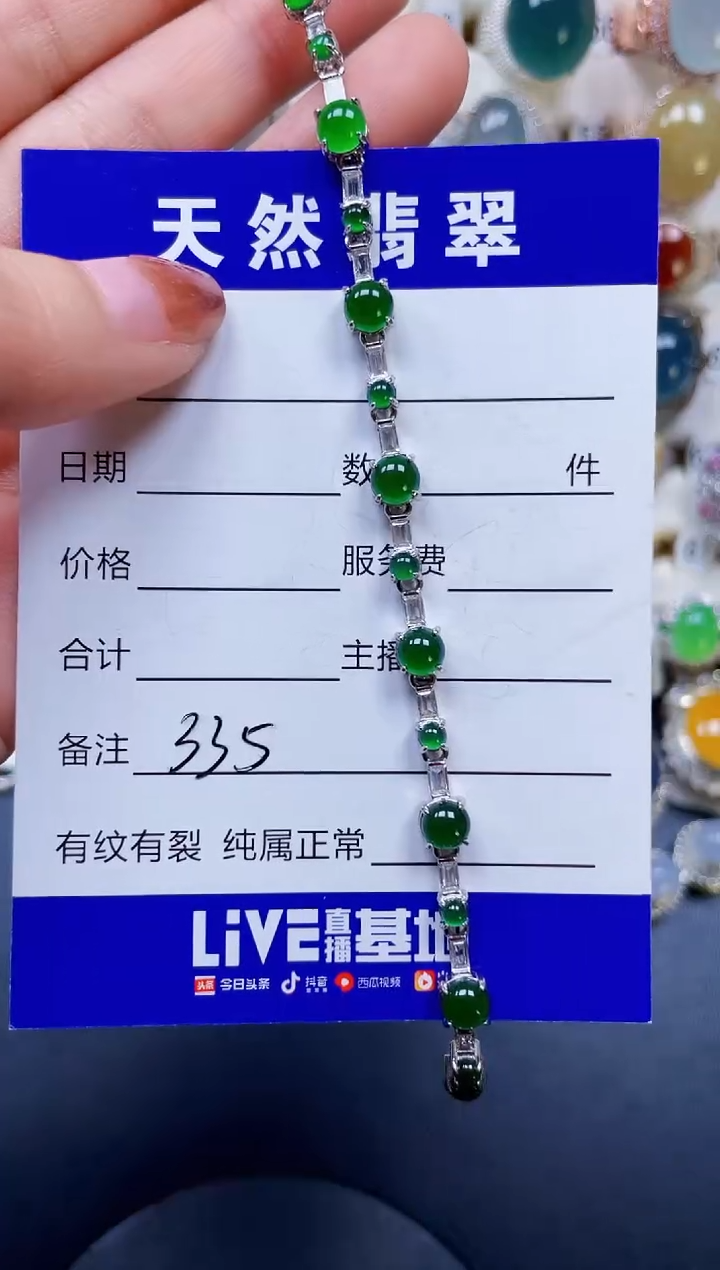 天然翡翠
日期 数 件
价格 服务费
合计 主播
备注 335
有纹有裂 纯属正常
LiVE直播基地
头条 今日头条 抖音 西瓜视频